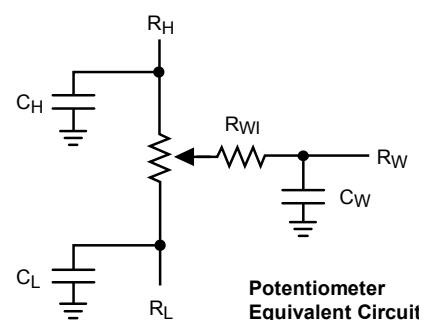 RH
CH
RWI
RW
CW
CL
RL
Potentiometer
Equivalent Circuit